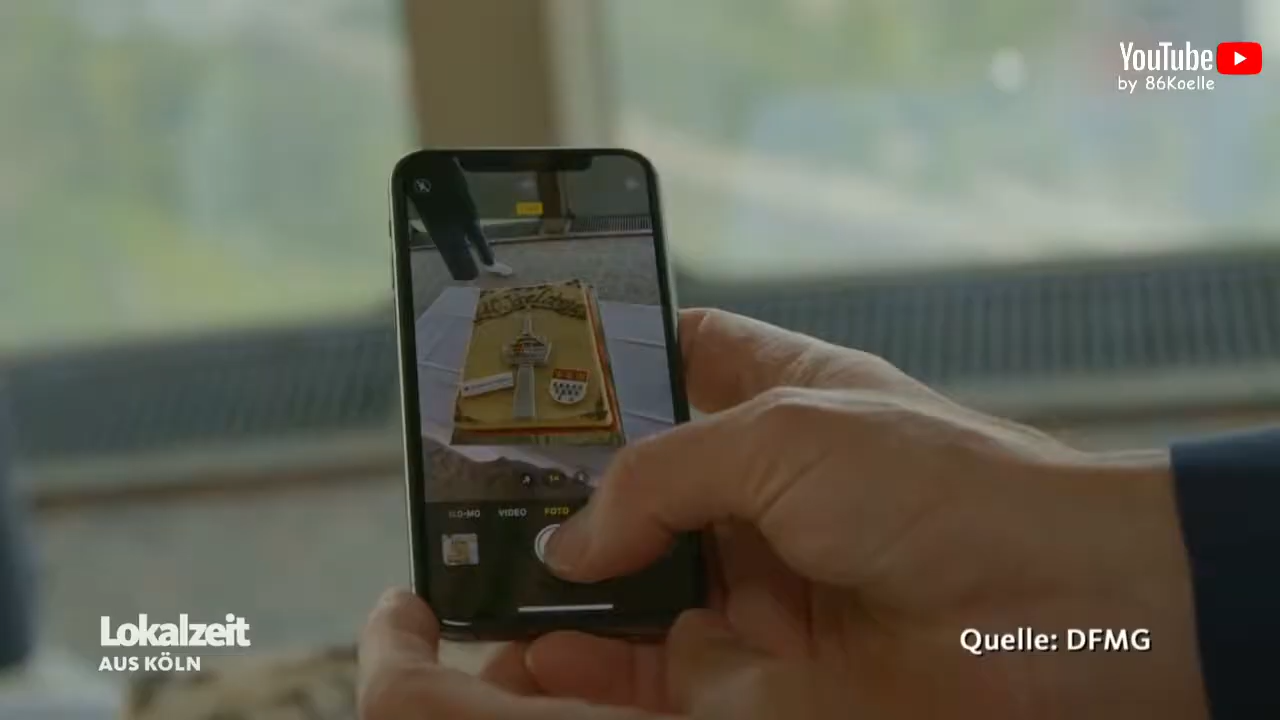 YouTube
by 86Koelle
SLO-MO VIDEO FOTO
Lokalzeit
AUS KÖLN
Quelle: DFMG